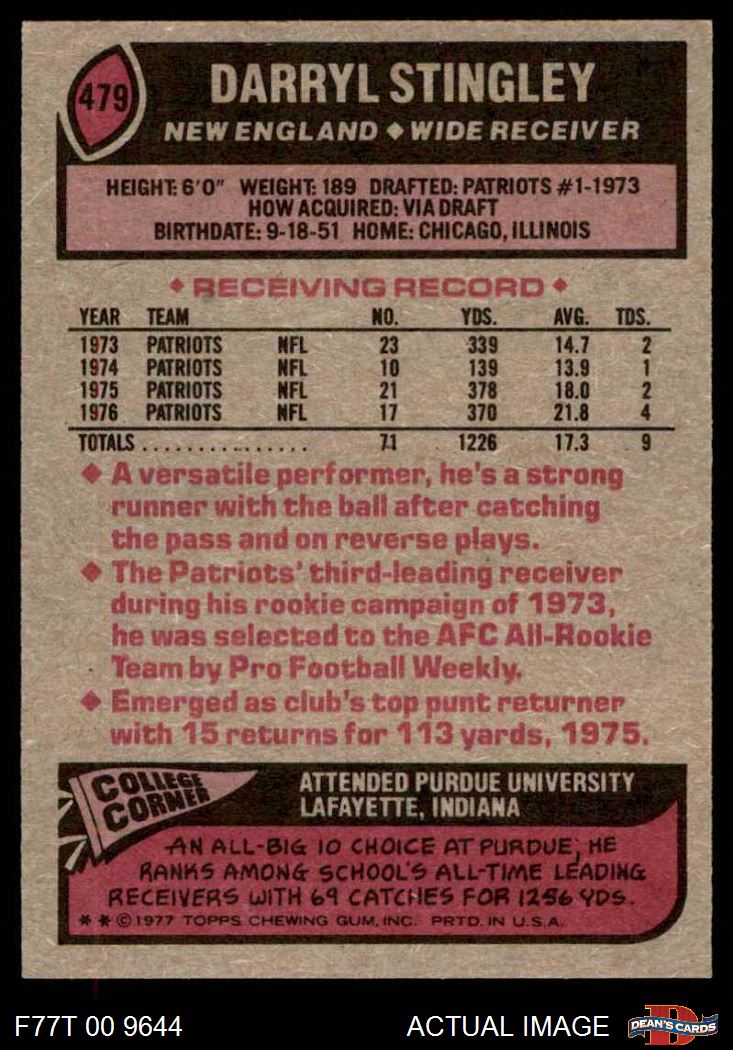 479
DARRYL STINGLEY
NEW ENGLAND ◆ WIDE RECEIVER
HEIGHT: 6'0" WEIGHT: 189 DRAFTED: PATRIOTS #1-1973
HOW ACQUIRED: VIA DRAFT
BIRTHDATE: 9-18-51 HOME: CHICAGO, ILLINOIS
◆ RECEIVING RECORD ◆
YEAR TEAM NO. YDS. AVG. TDS.
1973 PATRIOTS NFL 23 339 14.7 2
1974 PATRIOTS NFL 10 139 13.9 1
1975 PATRIOTS NFL 21 378 18.0 2
1976 PATRIOTS NFL 17 370 21.8 4
TOTALS ............... 71 1226 17.3 9
◆ A versatile performer, he's a strong
runner with the ball after catching
the pass and on reverse plays.
◆ The Patriots' third-leading receiver
during his rookie campaign of 1973,
he was selected to the AFC All-Rookie
Team by Pro Football Weekly.
◆ Emerged as club's top punt returner
with 15 returns for 113 yards, 1975.
COLLEGE
CORNER
ATTENDED PURDUE UNIVERSITY
LAFAYETTE, INDIANA
AN ALL-BIG 10 CHOICE AT PURDUE, HE
RANKS AMONG SCHOOL'S ALL-TIME LEADING
RECEIVERS WITH 69 CATCHES FOR 1256 YDS.
* * © 1977 TOPPS CHEWING GUM, INC. PRTD. IN U.S.A.
F77T 00 9644 ACTUAL IMAGE
D
DEAN'S CARDS